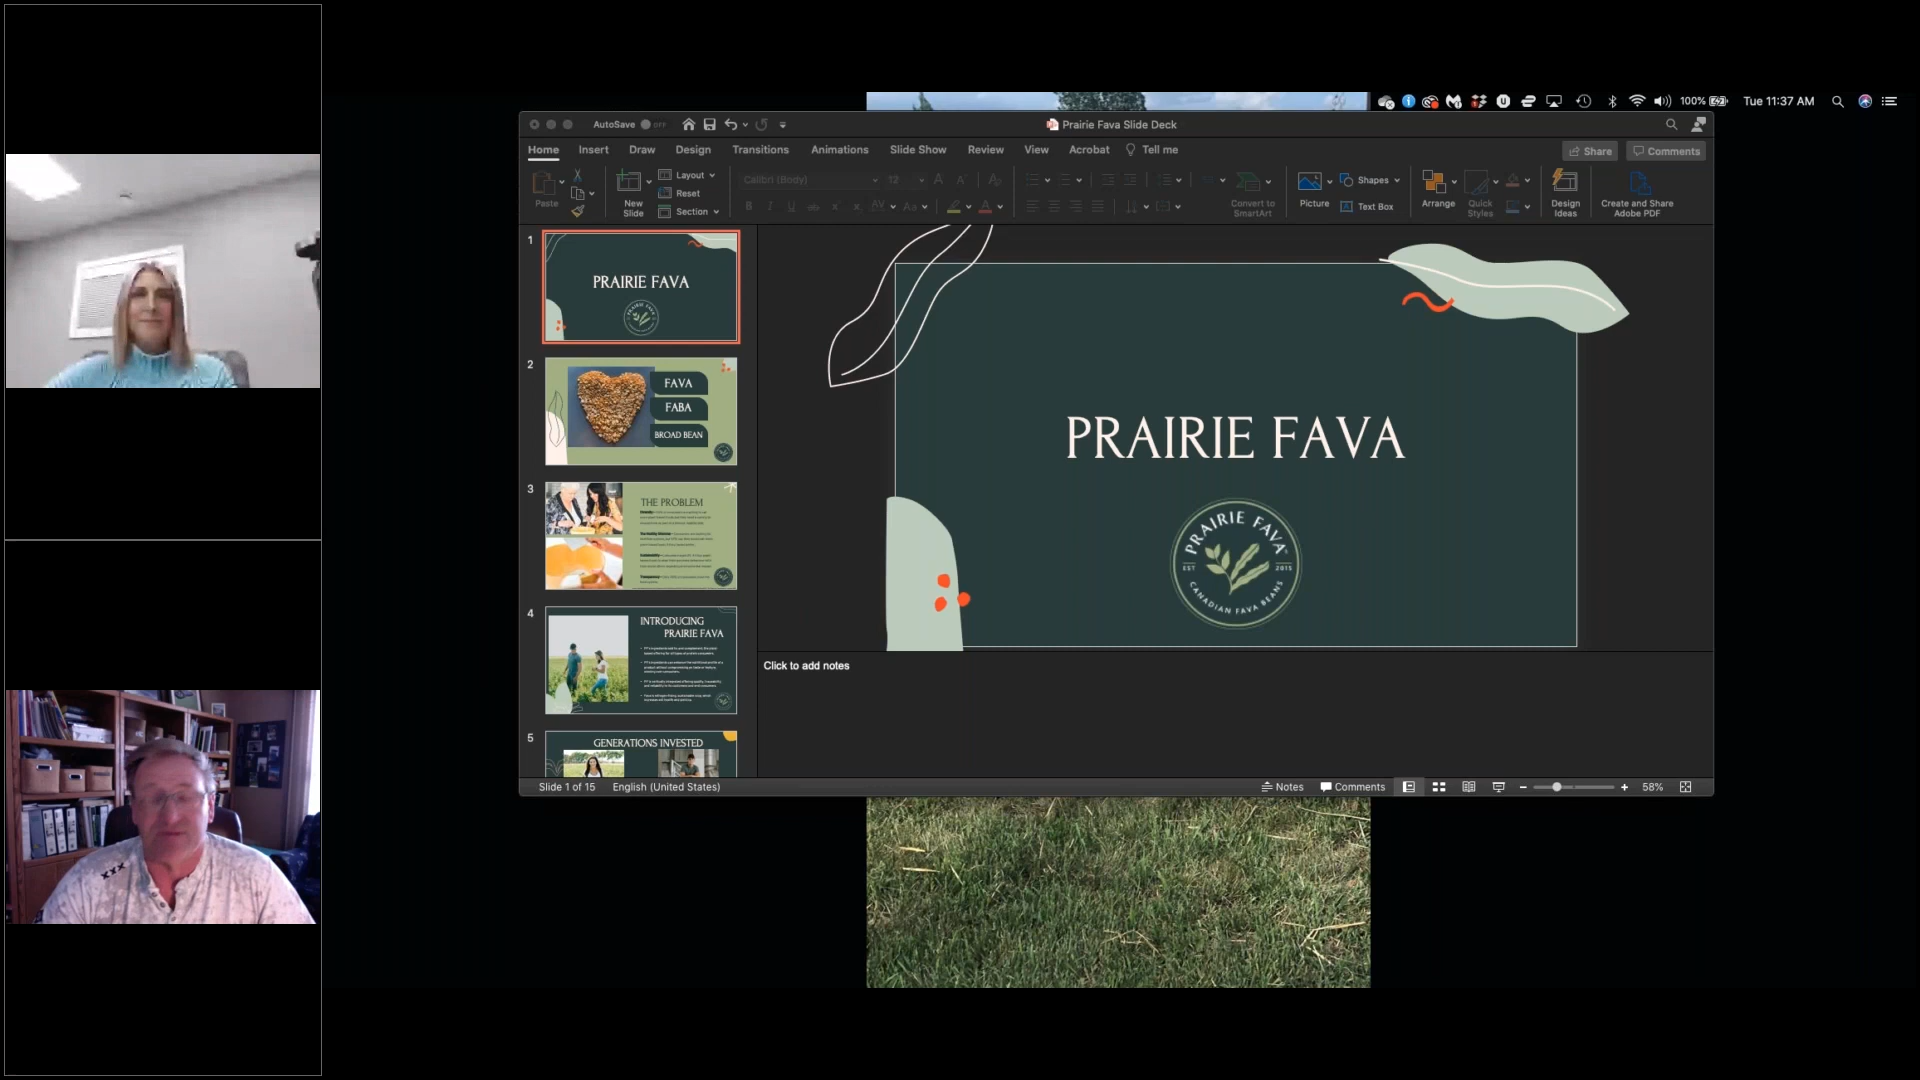 100%
Tue 11:37 AM
AutoSave
OFF
Prairie Fava Slide Deck
Home
Insert
Draw
Design
Transitions
Animations
Slide Show
Review
View
Acrobat
Tell me
Share
Comments
Paste
New
Slide
Layout
Reset
Section
Calibri (Body)
12
Convert to
SmartArt
Picture
Shapes
Text Box
Arrange
Quick
Styles
Design
Ideas
Create and Share
Adobe PDF
1
PRAIRIE FAVA
2
FAVA
FABA
BROAD BEAN
3
THE PROBLEM
4
INTRODUCING
PRAIRIE FAVA
5
GENERATIONS INVESTED
PRAIRIE FAVA
PRAIRIE FAVA
EST 2015
CANADIAN FAVA BEANS
Click to add notes
Slide 1 of 15
English (United States)
Notes
Comments
58%